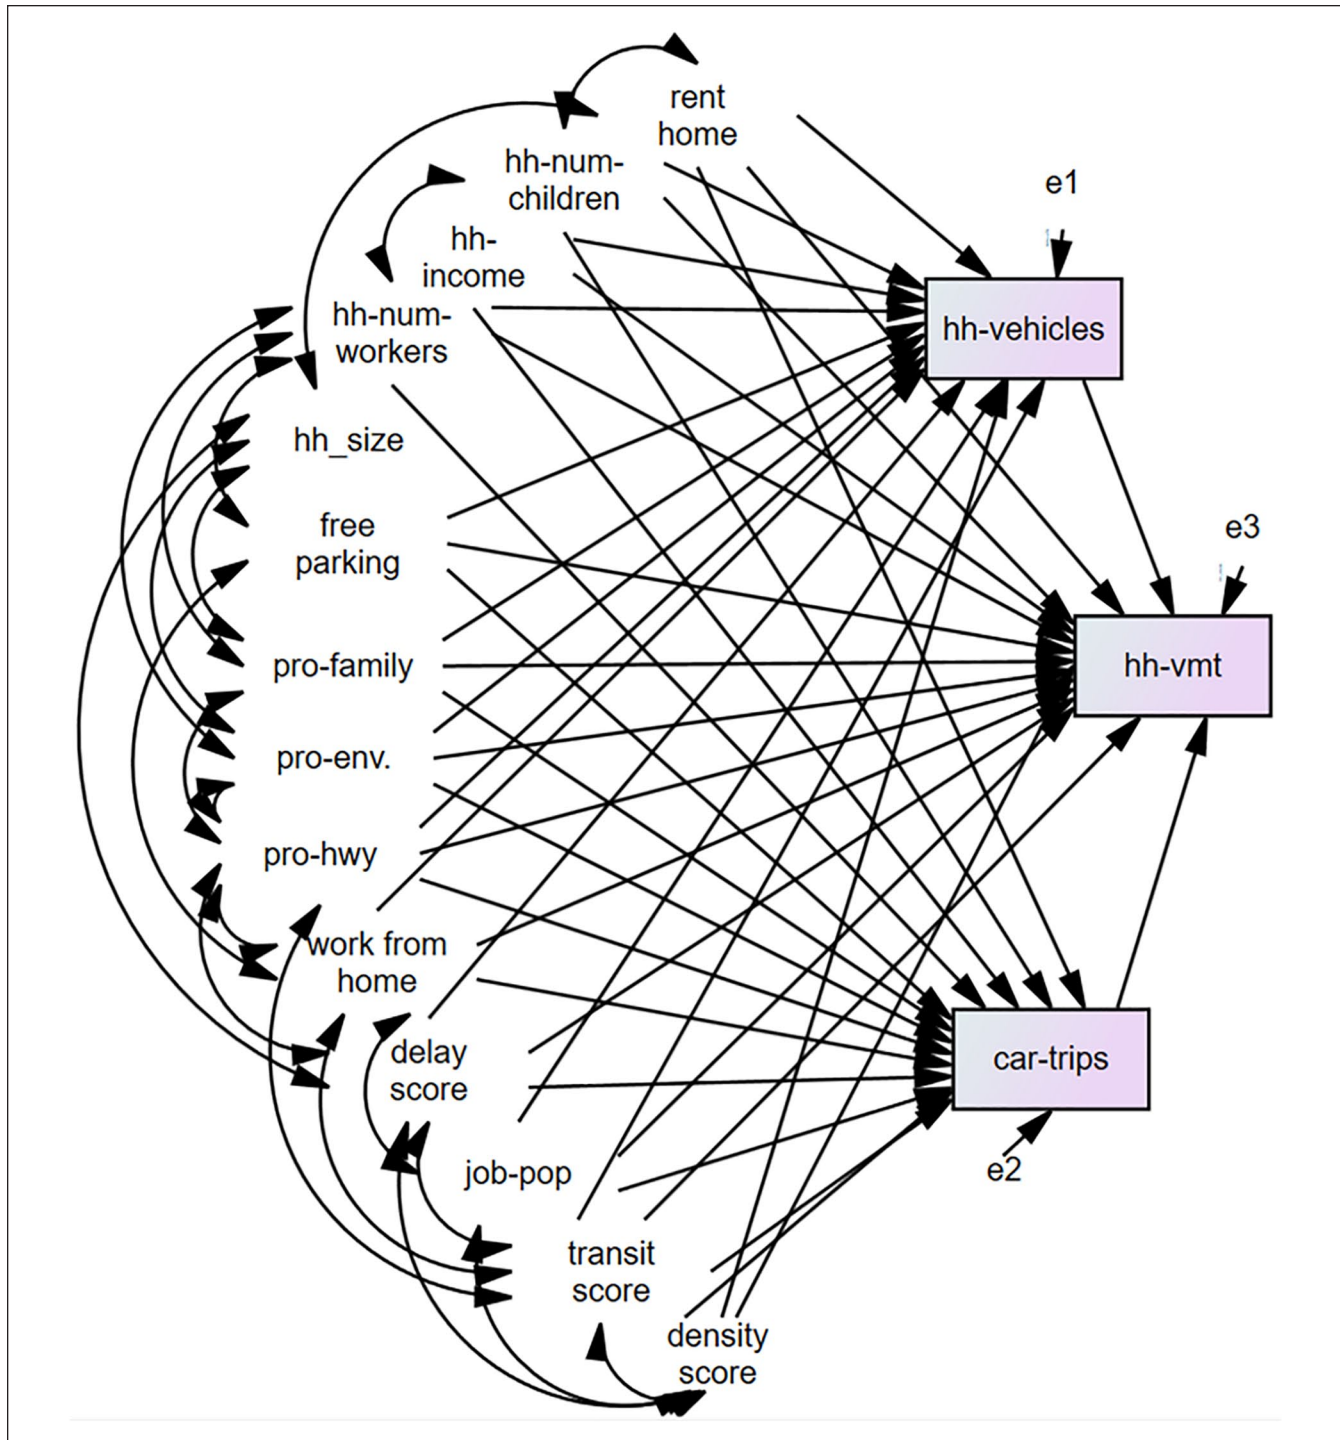 rent
home
hh-num-
children
e1
hh-
income
hh-num-
workers
hh-vehicles
hh_size
free
parking
e3
pro-family
hh-vmt
pro-env.
pro-hwy
work from
home
delay
score
car-trips
job-pop
e2
transit
score
density
score